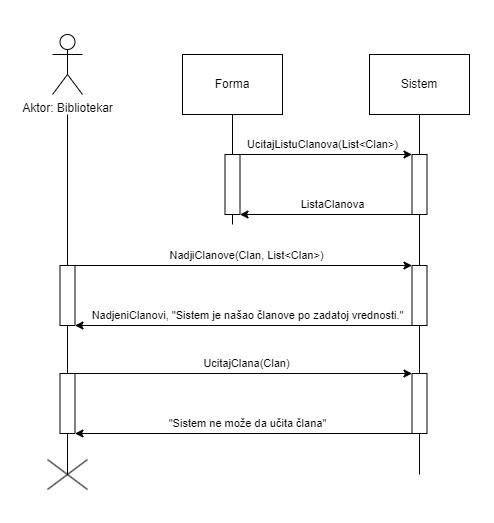 Forma
Sistem
Aktor: Bibliotekar
UcitajListuClanova(List<Clan>)
ListaClanova
NadjiClanove(Clan, List<Clan>)
NadjeniClanovi, "Sistem je našao članove po zadatoj vrednosti."
UcitajClana(Clan)
"Sistem ne može da učita člana"